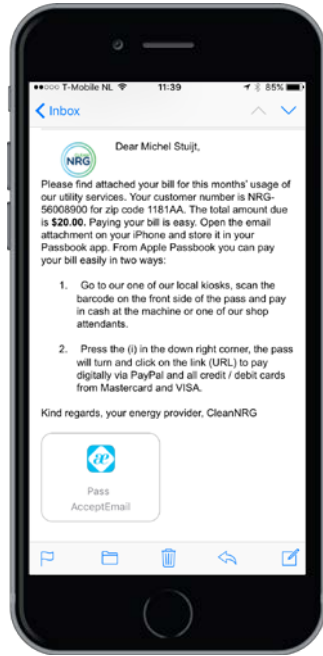 T-Mobile NL 11:39 85%
Inbox
NRG
Dear Michel Stuijt,
Please find attached your bill for this months' usage of
our utility services. Your customer number is NRG-
56008900 for zip code 1181AA. The total amount due
is $20.00. Paying your bill is easy. Open the email
attachment on your iPhone and store it in your
Passbook app. From Apple Passbook you can pay
your bill easily in two ways:
1. Go to our one of our local kiosks, scan the
barcode on the front side of the pass and pay
in cash at the machine or one of our shop
attendants.
2. Press the (i) in the down right corner, the pass
will turn and click on the link (URL) to pay
digitally via PayPal and all credit / debit cards
from Mastercard and VISA.
Kind regards, your energy provider, CleanNRG
æ
Pass
AcceptEmail